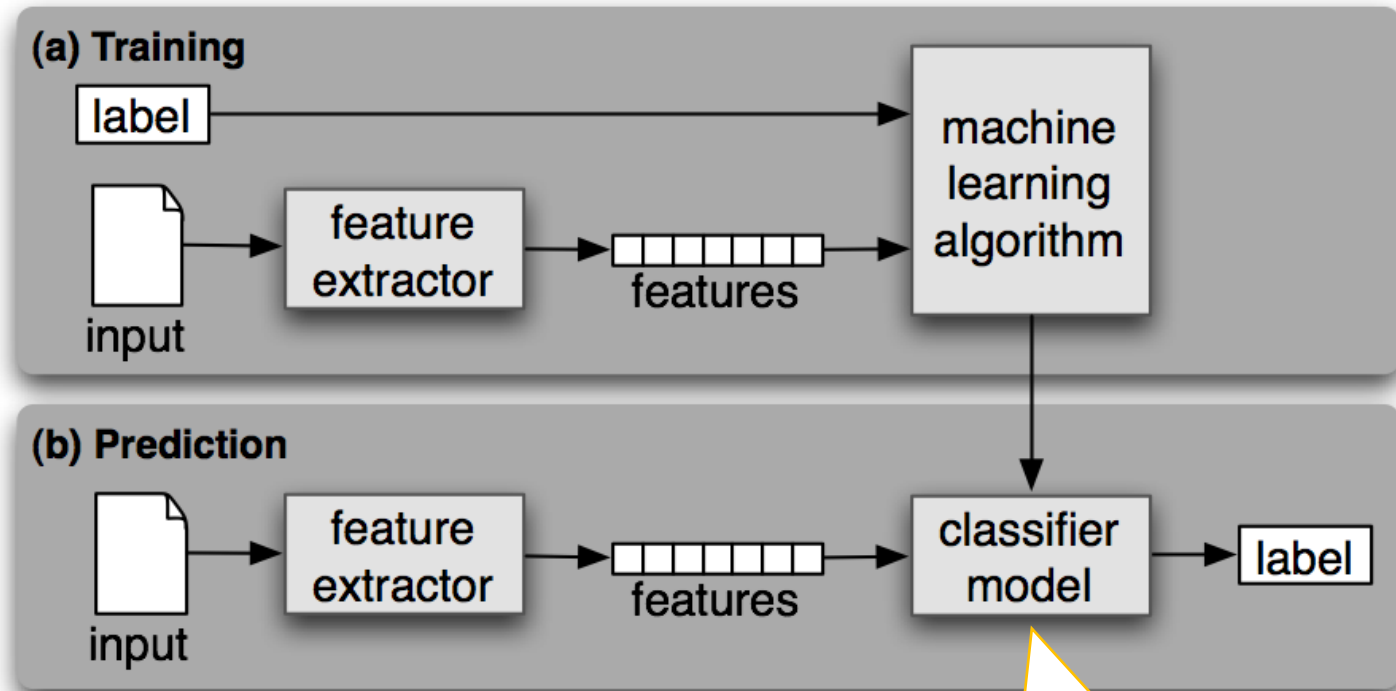 (a) Training
label
machine
learning
algorithm
feature
extractor
features
input
(b) Prediction
feature
extractor
features
input
classifier
model
label